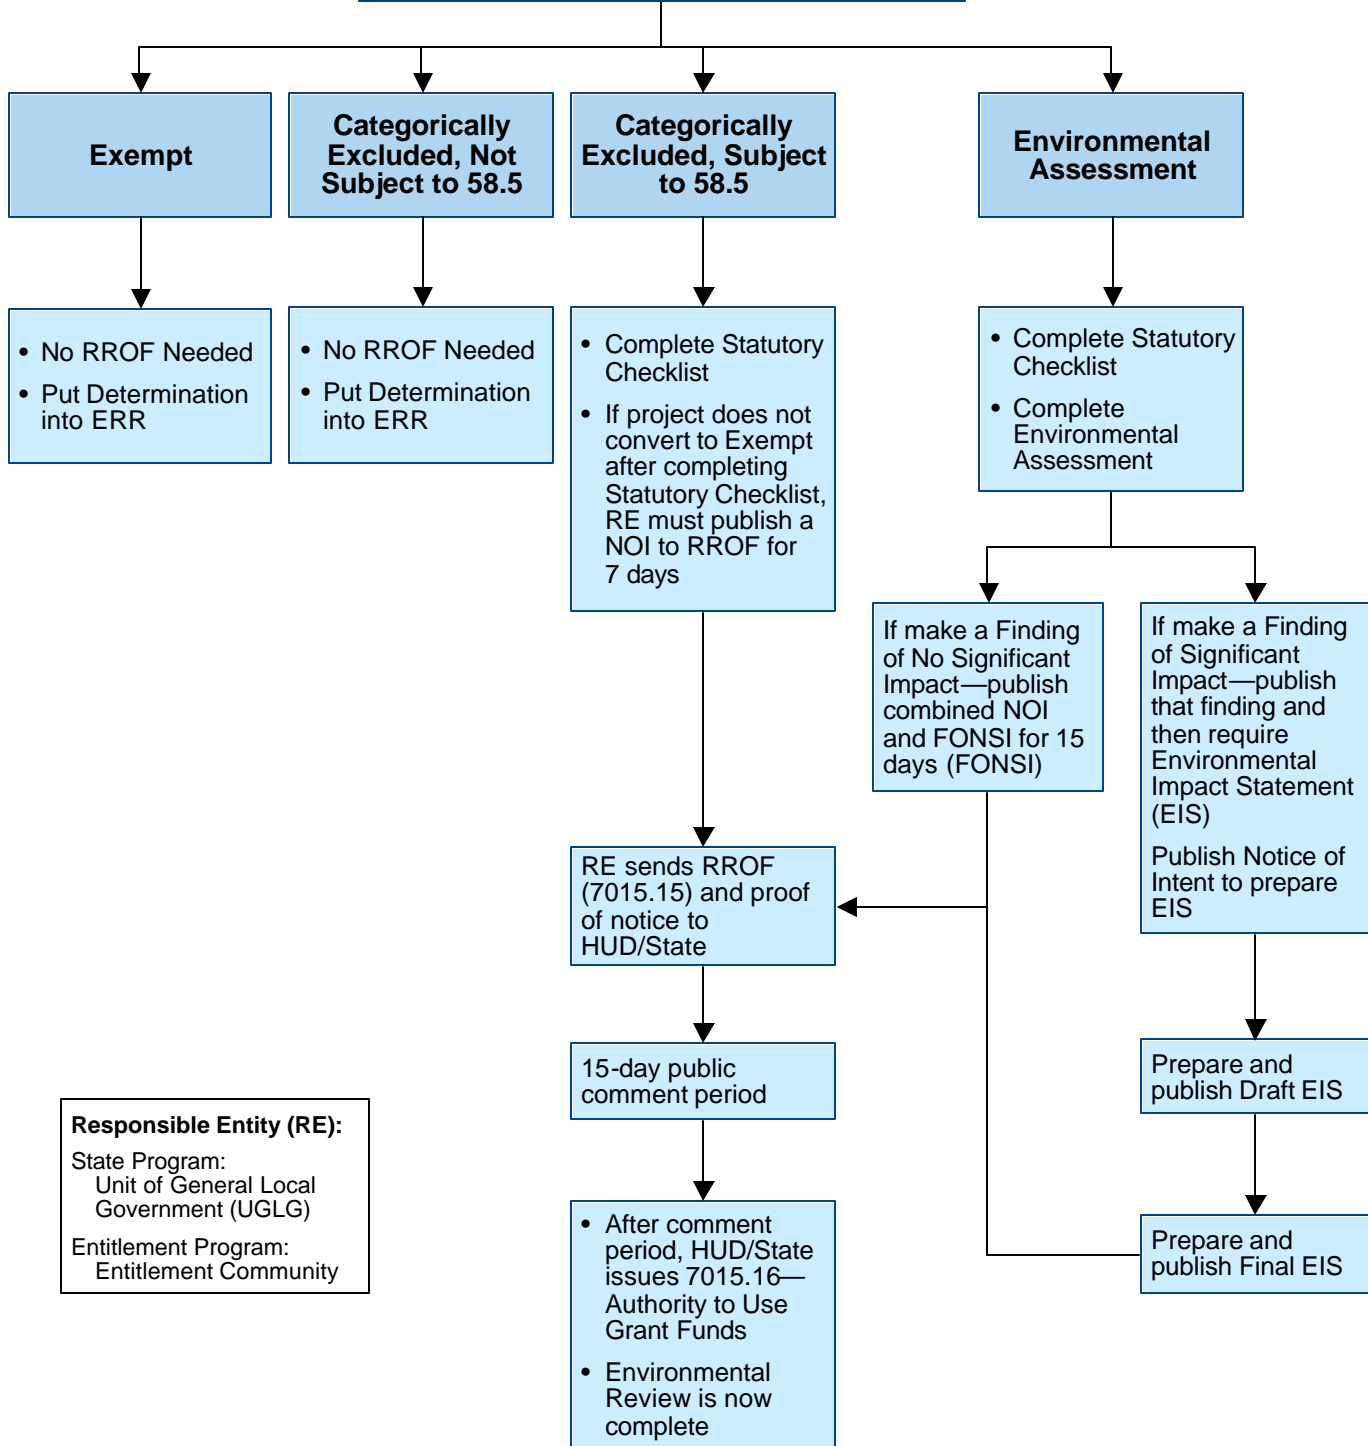 Exempt
Categorically
Excluded, Not
Subject to 58.5
Categorically
Excluded, Subject
to 58.5
Environmental
Assessment
• No RROF Needed
• Put Determination
into ERR
• No RROF Needed
• Put Determination
into ERR
• Complete Statutory
Checklist
• If project does not
convert to Exempt
after completing
Statutory Checklist,
RE must publish a
NOI to RROF for
7 days
• Complete Statutory
Checklist
• Complete
Environmental
Assessment
If make a Finding
of No Significant
Impact—publish
combined NOI
and FONSI for 15
days (FONSI)
If make a Finding
of Significant
Impact—publish
that finding and
then require
Environmental
Impact Statement
(EIS)
Publish Notice of
Intent to prepare
EIS
RE sends RROF
(7015.15) and proof
of notice to
HUD/State
15-day public
comment period
Prepare and
publish Draft EIS
Responsible Entity (RE):
State Program:
Unit of General Local
Government (UGLG)
Entitlement Program:
Entitlement Community
• After comment
period, HUD/State
issues 7015.16—
Authority to Use
Grant Funds
• Environmental
Review is now
complete
Prepare and
publish Final EIS